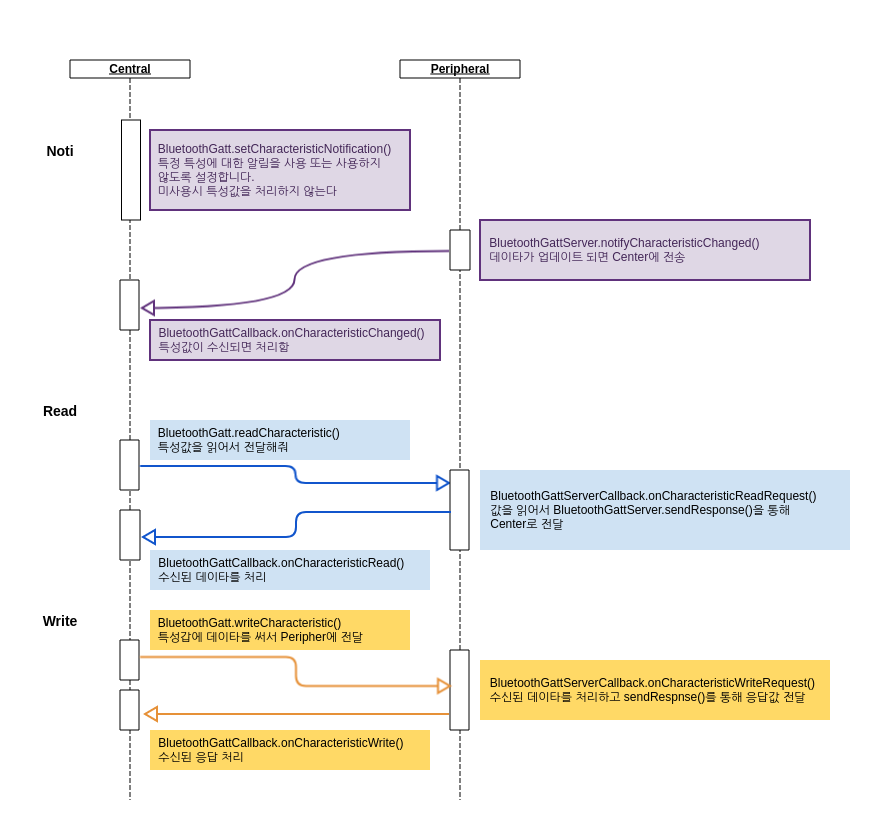 Central
Peripheral
Noti
BluetoothGatt.setCharacteristicNotification()
특정 특성에 대한 알림을 사용 또는 사용하지
않도록 설정합니다.
미사용시 특성값을 처리하지 않는다
BluetoothGattServer.notifyCharacteristicChanged()
데이타가 업데이트 되면 Center에 전송
BluetoothGattCallback.onCharacteristicChanged()
특성값이 수신되면 처리함
Read
BluetoothGatt.readCharacteristic()
특성값을 읽어서 전달해줘
BluetoothGattServerCallback.onCharacteristicReadRequest()
값을 읽어서 BluetoothGattServer.sendResponse()을 통해
Center로 전달
BluetoothGattCallback.onCharacteristicRead()
수신된 데이타를 처리
Write
BluetoothGatt.writeCharacteristic()
특성갑에 데이타를 써서 Peripher에 전달
BluetoothGattServerCallback.onCharacteristicWriteRequest()
수신된 데이타를 처리하고 sendRespnse()를 통해 응답값 전달
BluetoothGattCallback.onCharacteristicWrite()
수신된 응답 처리